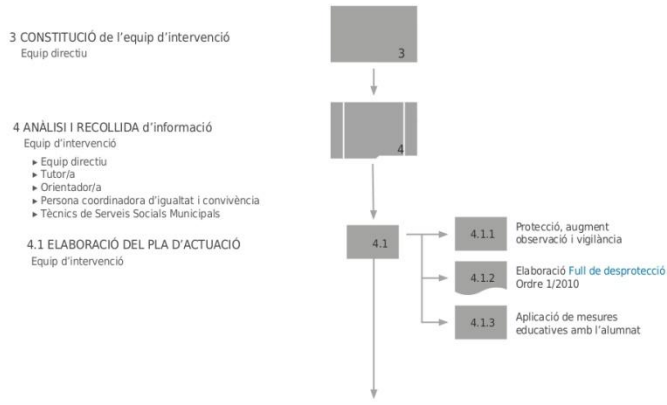 3 CONSTITUCIÓ de l'equip d'intervenció
Equip directiu
3
4 ANÀLISI I RECOLLIDA d'informació
Equip d'intervenció
▸ Equip directiu
▸ Tutor/a
▸ Orientador/a
▸ Persona coordinadora d'igualtat i convivència
▸ Tècnics de Serveis Socials Municipals
4
4.1 ELABORACIÓ DEL PLA D'ACTUACIÓ
Equip d'intervenció
4.1
4.1.1
Protecció, augment
observació i vigilància
4.1.2
Elaboració Full de desprotecció
Ordre 1/2010
4.1.3
Aplicació de mesures
educatives amb l'alumnat